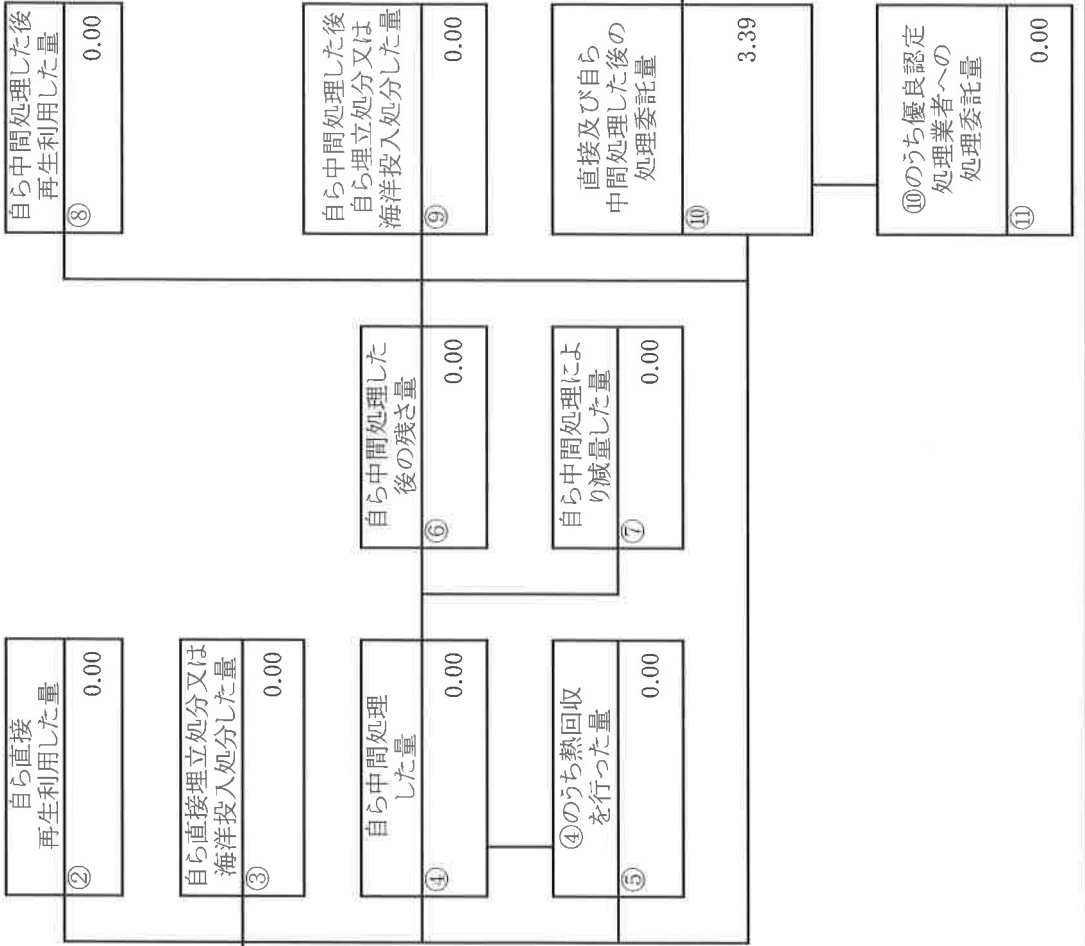 自ら直接
再生利用した量
②
0.00
自ら直接埋立処分又は
海洋投入処分した量
③
0.00
自ら中間処理
した量
④
0.00
④のうち熱回収
を行った量
⑤
0.00
自ら中間処理した
後の残さ量
⑥
0.00
自ら中間処理によ
り減量した量
⑦
0.00
自ら中間処理した後
再生利用した量
⑧
0.00
自ら中間処理した後
自ら埋立処分又は
海洋投入処分した量
⑨
0.00
直接及び自ら
中間処理した後の
処理委託量
⑩
3.39
⑩のうち優良認定
処理業者への
処理委託量
⑪
0.00